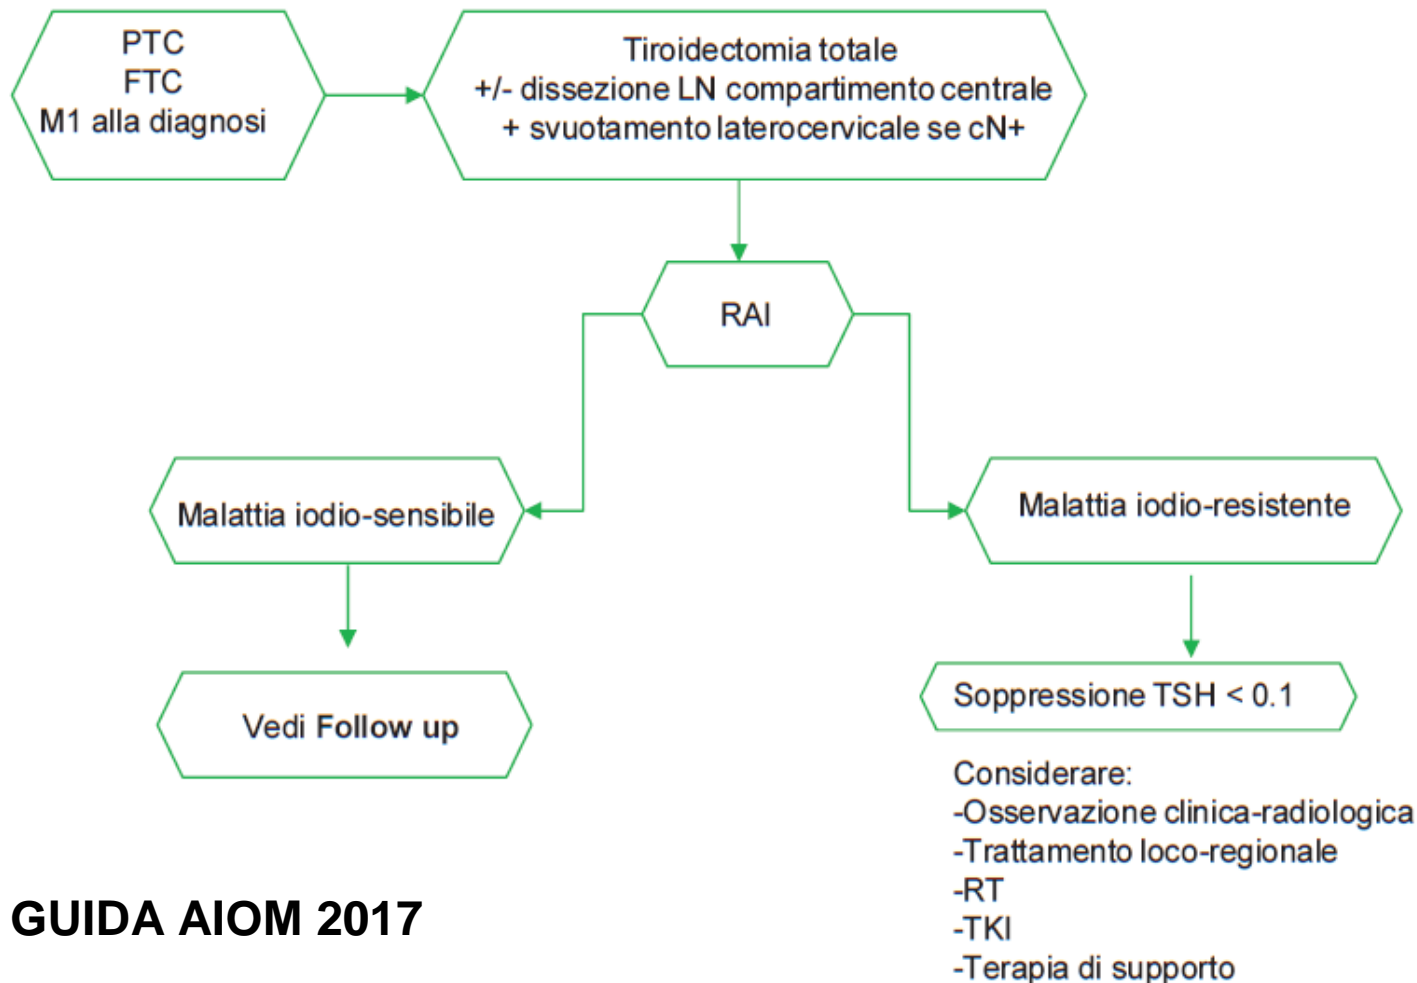 PTC
FTC
M1 alla diagnosi
Tiroidectomia totale
+/- dissezione LN compartimento centrale
+ svuotamento laterocervicale se cN+
RAI
Malattia iodio-sensibile
Malattia iodio-resistente
Vedi Follow up
Soppressione TSH < 0.1
Considerare:
-Osservazione clinica-radiologica
-Trattamento loco-regionale
-RT
-TKI
-Terapia di supporto
GUIDA AIOM 2017